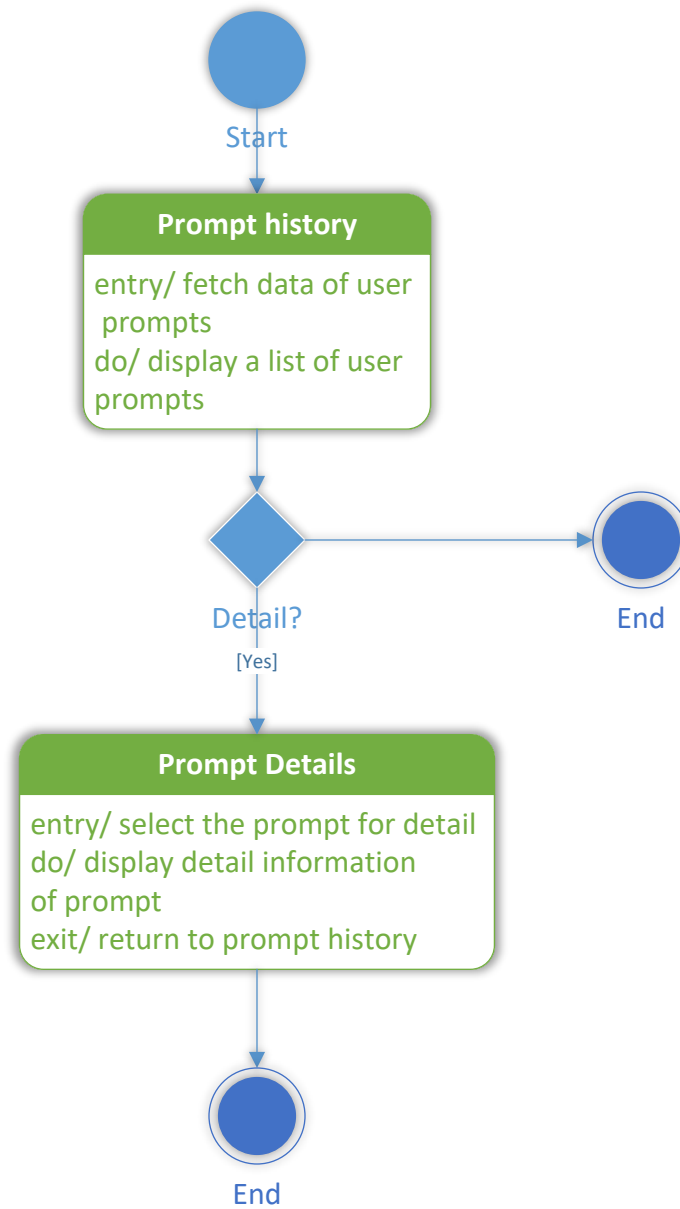 Start
Prompt history
entry/ fetch data of user
prompts
do/ display a list of user
prompts
Detail?
End
[Yes]
Prompt Details
entry/ select the prompt for detail
do/ display detail information
of prompt
exit/ return to prompt history
End